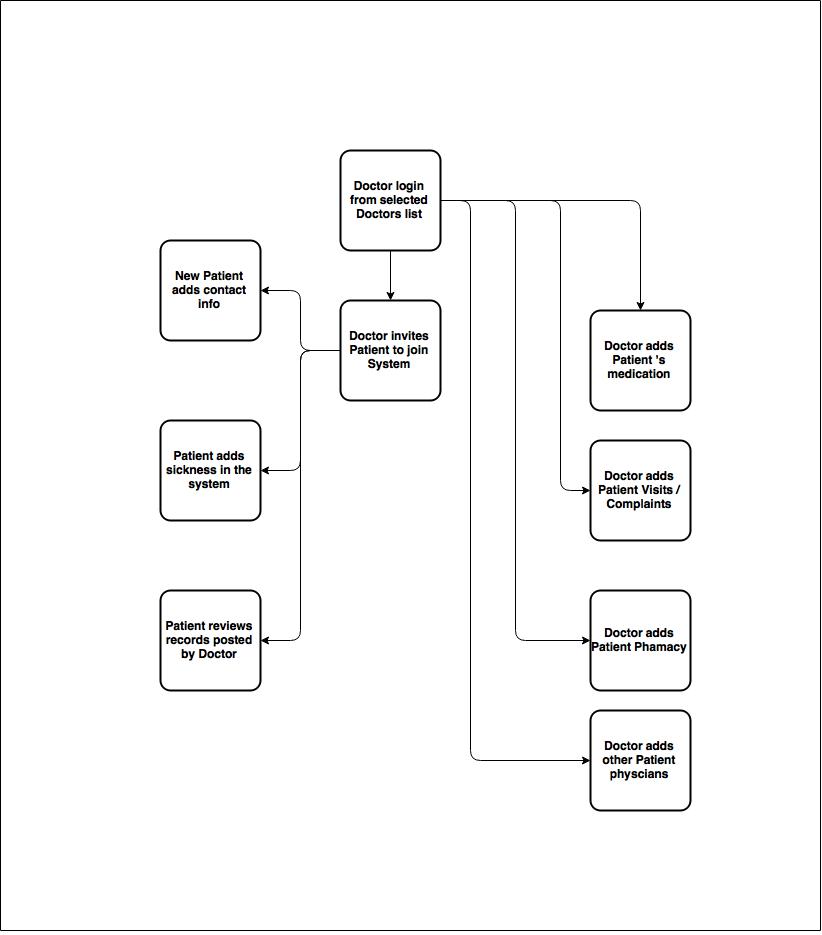 Doctor login
from selected
Doctors list
New Patient
adds contact
info
Doctor invites
Patient to join
System
Doctor adds
Patient 's
medication
Patient adds
sickness in the
system
Doctor adds
Patient Visits /
Complaints
Patient reviews
records posted
by Doctor
Doctor adds
Patient Phamacy
Doctor adds
other Patient
physcians